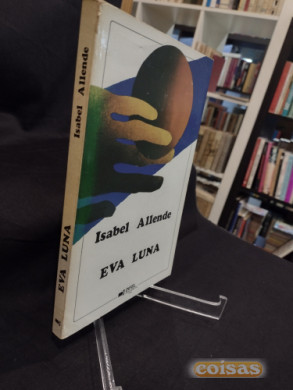 Isabel Allende
EVA LUNA
Isabel Allende
EVA LUNA
coisas